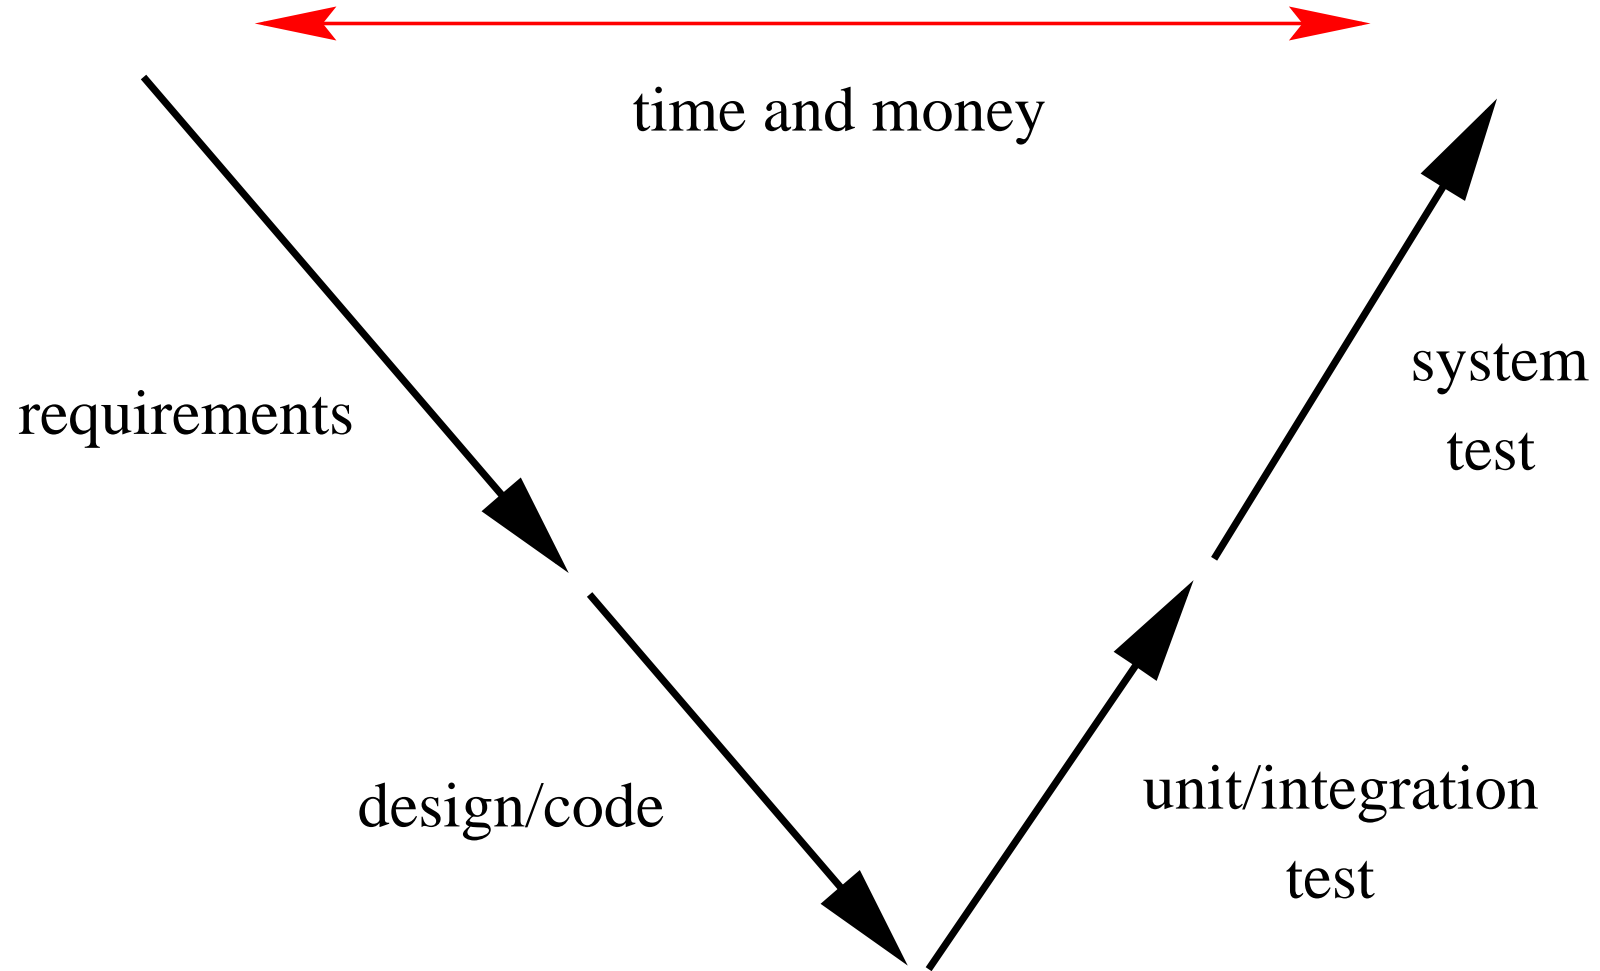 time and money
requirements
system
test
design/code
unit/integration
test